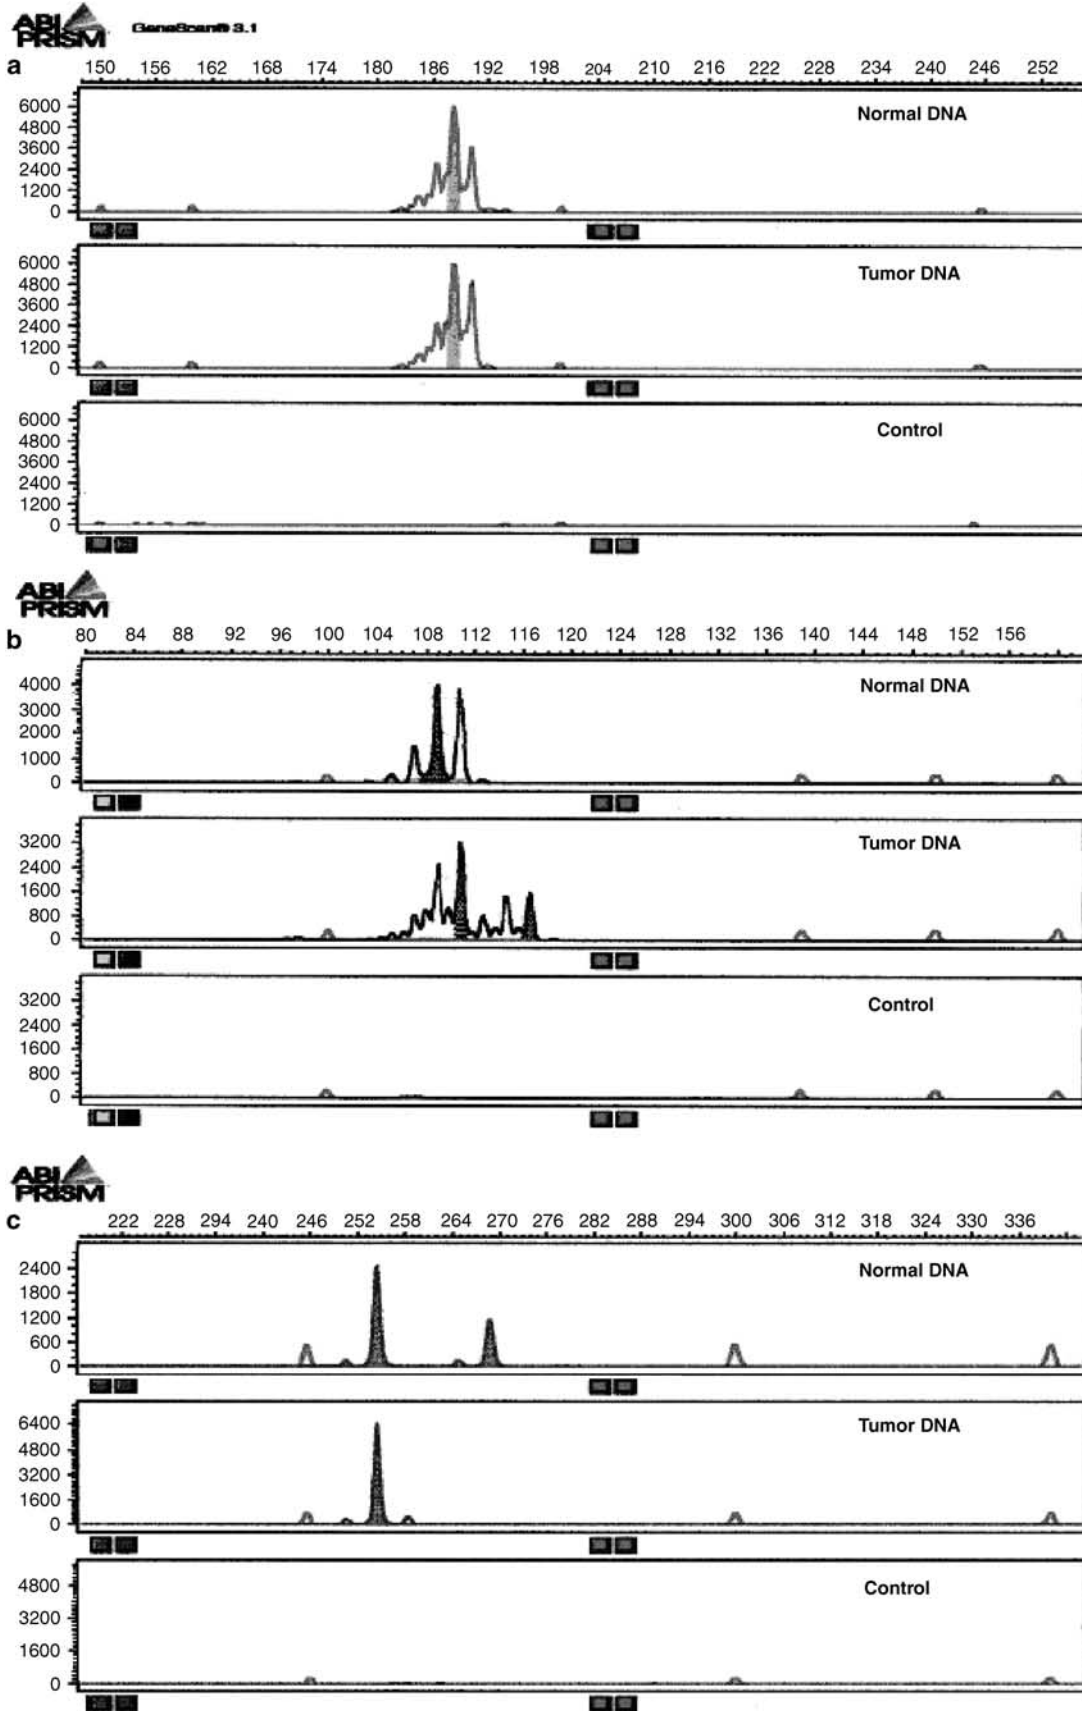 ABI
PRISM
GeneScan® 3.1
a
150 156 162 168 174 180 186 192 198 204 210 216 222 228 234 240 246 252
6000
4800
3600
2400
1200
0
Normal DNA
6000
4800
3600
2400
1200
0
Tumor DNA
6000
4800
3600
2400
1200
0
Control
ABI
PRISM
b
80 84 88 92 96 100 104 108 112 116 120 124 128 132 136 140 144 148 152 156
4000
3000
2000
1000
0
Normal DNA
3200
2400
1600
800
0
Tumor DNA
3200
2400
1600
800
0
Control
ABI
PRISM
c
222 228 294 240 246 252 258 264 270 276 282 288 294 300 306 312 318 324 330 336
2400
1800
1200
600
0
Normal DNA
6400
4800
3200
1600
0
Tumor DNA
4800
3200
1600
0
Control